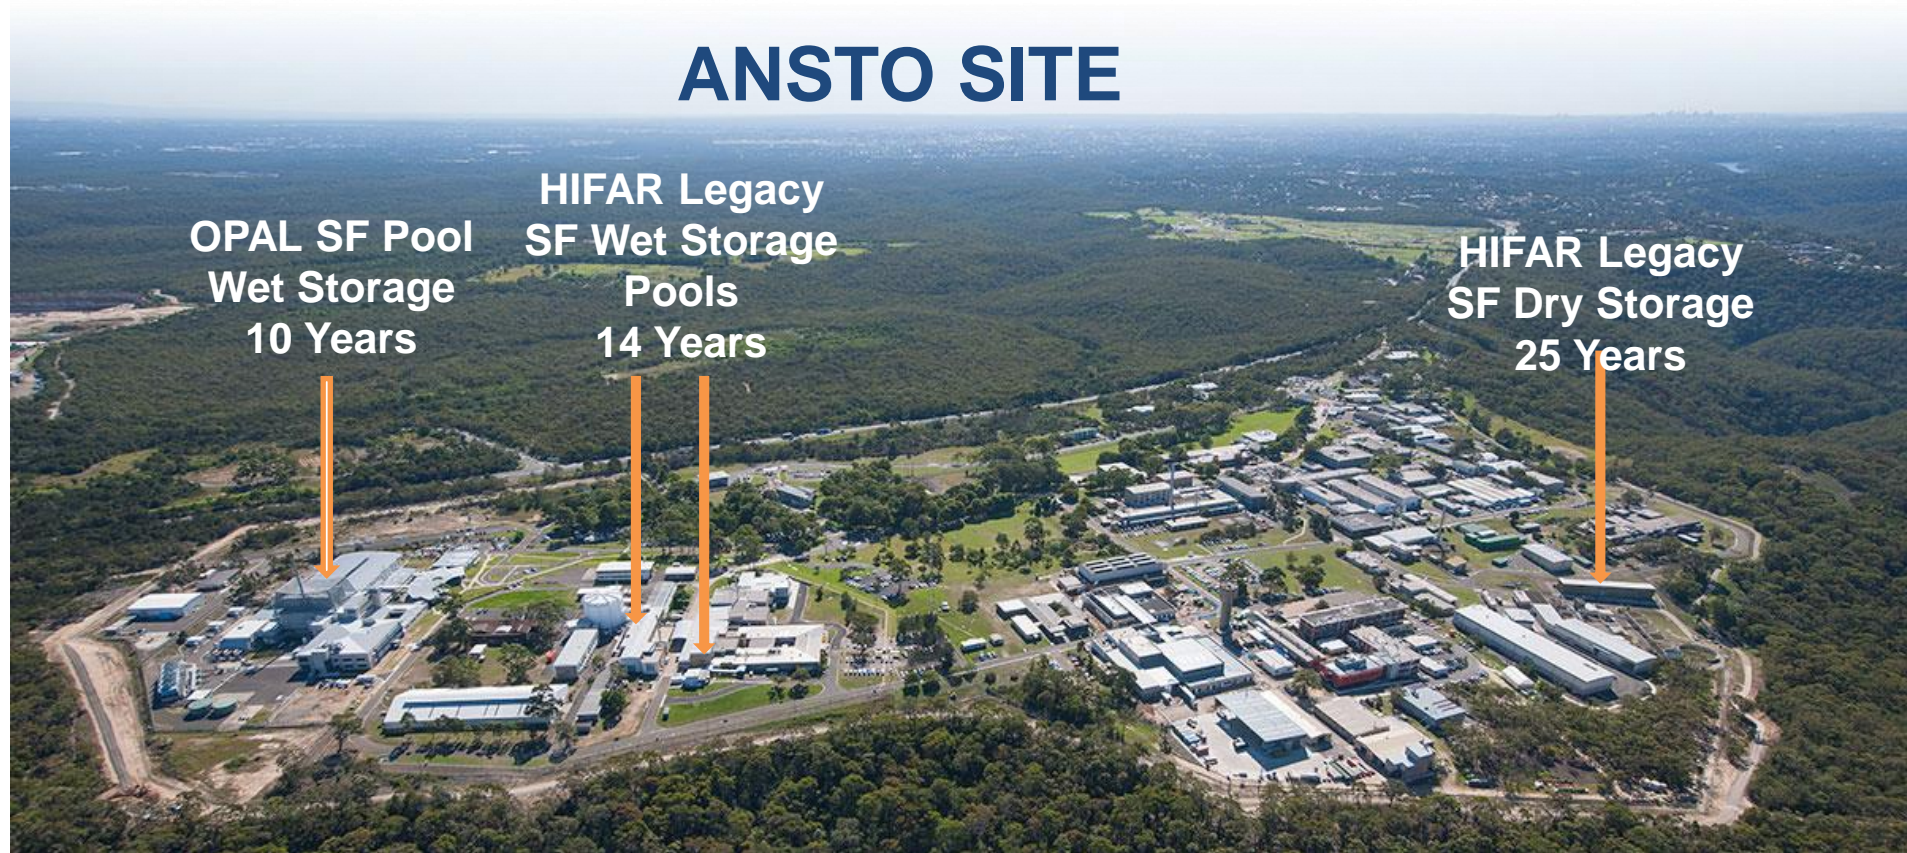 ANSTO SITE
OPAL SF Pool
Wet Storage
10 Years
HIFAR Legacy
SF Wet Storage
Pools
14 Years
HIFAR Legacy
SF Dry Storage
25 Years